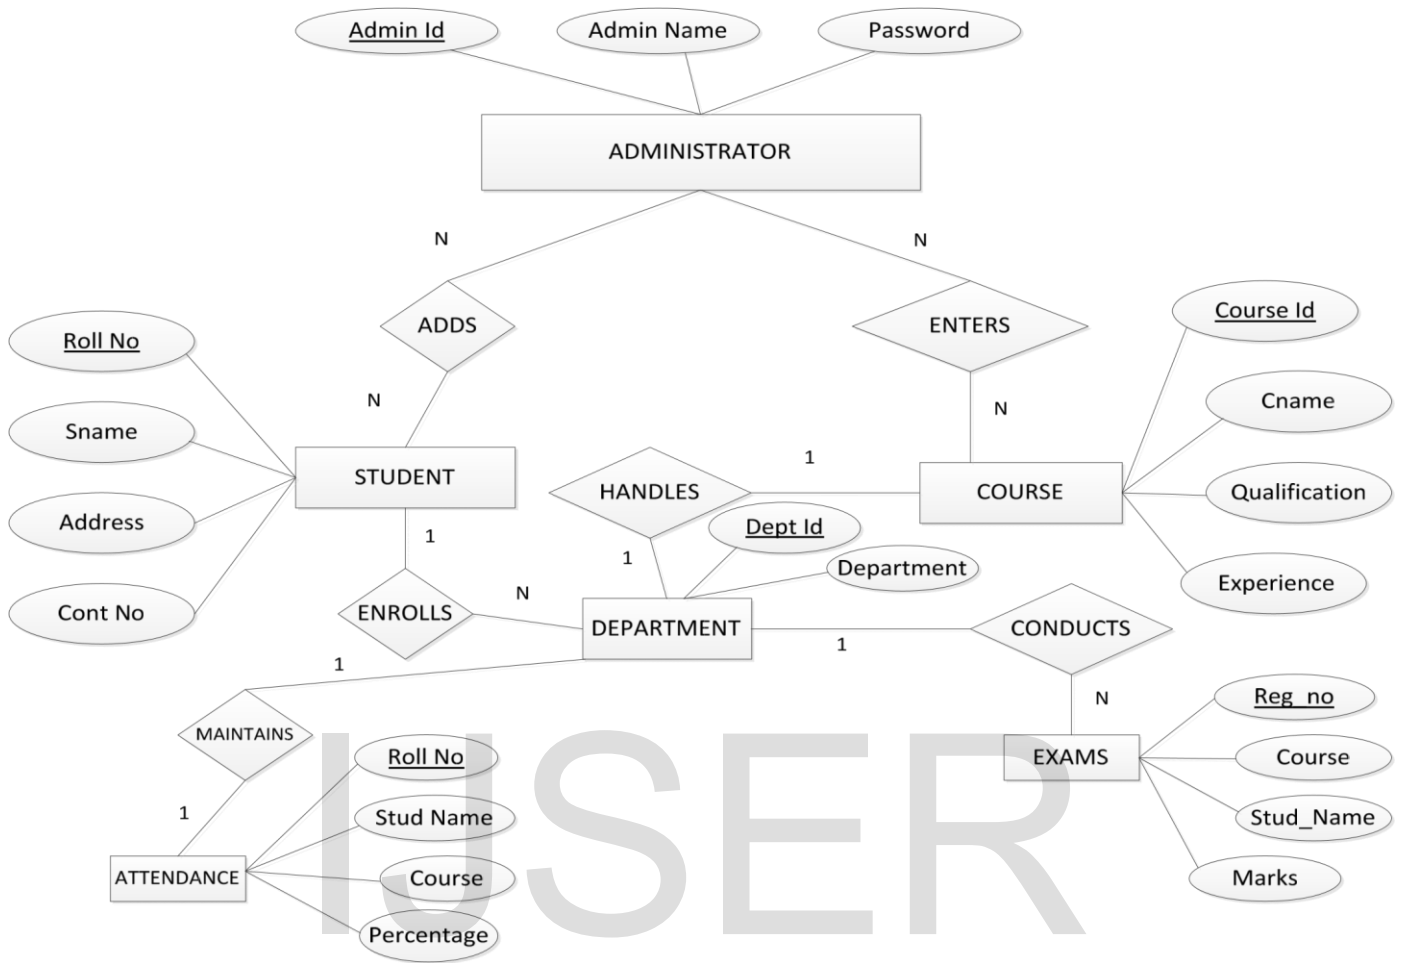 Admin Id
Admin Name
Password
ADMINISTRATOR
N
N
ADDS
ENTERS
Course Id
Roll No
Cname
Sname
N
N
STUDENT
HANDLES
1
COURSE
Qualification
Address
1
Dept Id
1
Department
Experience
Cont No
ENROLLS
N
DEPARTMENT
1
CONDUCTS
1
MAINTAINS
N
Reg_no
Roll No
EXAMS
Course
1
Stud Name
Stud_Name
ATTENDANCE
Course
Marks
Percentage
IJSER